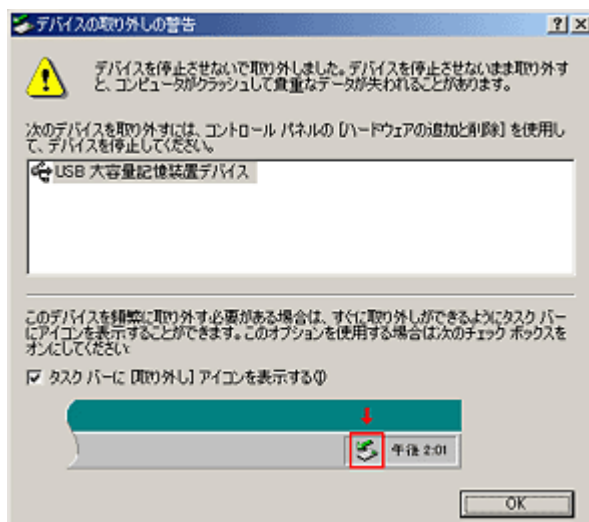 デバイスの取り外しの警告
デバイスを停止させないで取り外しました。デバイスを停止させないまま取り外す
と、コンピュータがクラッシュして貴重なデータが失われることがあります。
次のデバイスを取り外すには、コントロール パネルの [ハードウェアの追加と削除] を使用し
て、デバイスを停止してください。
USB 大容量記憶装置デバイス
このデバイスを頻繁に取り外す必要がある場合は、すぐに取り外しができるようにタスク バー
にアイコンを表示することができます。このオプションを使用する場合は次のチェック ボックスを
オンにしてください:
タスク バーに [取り外し] アイコンを表示する(I)
午後 2:01
OK